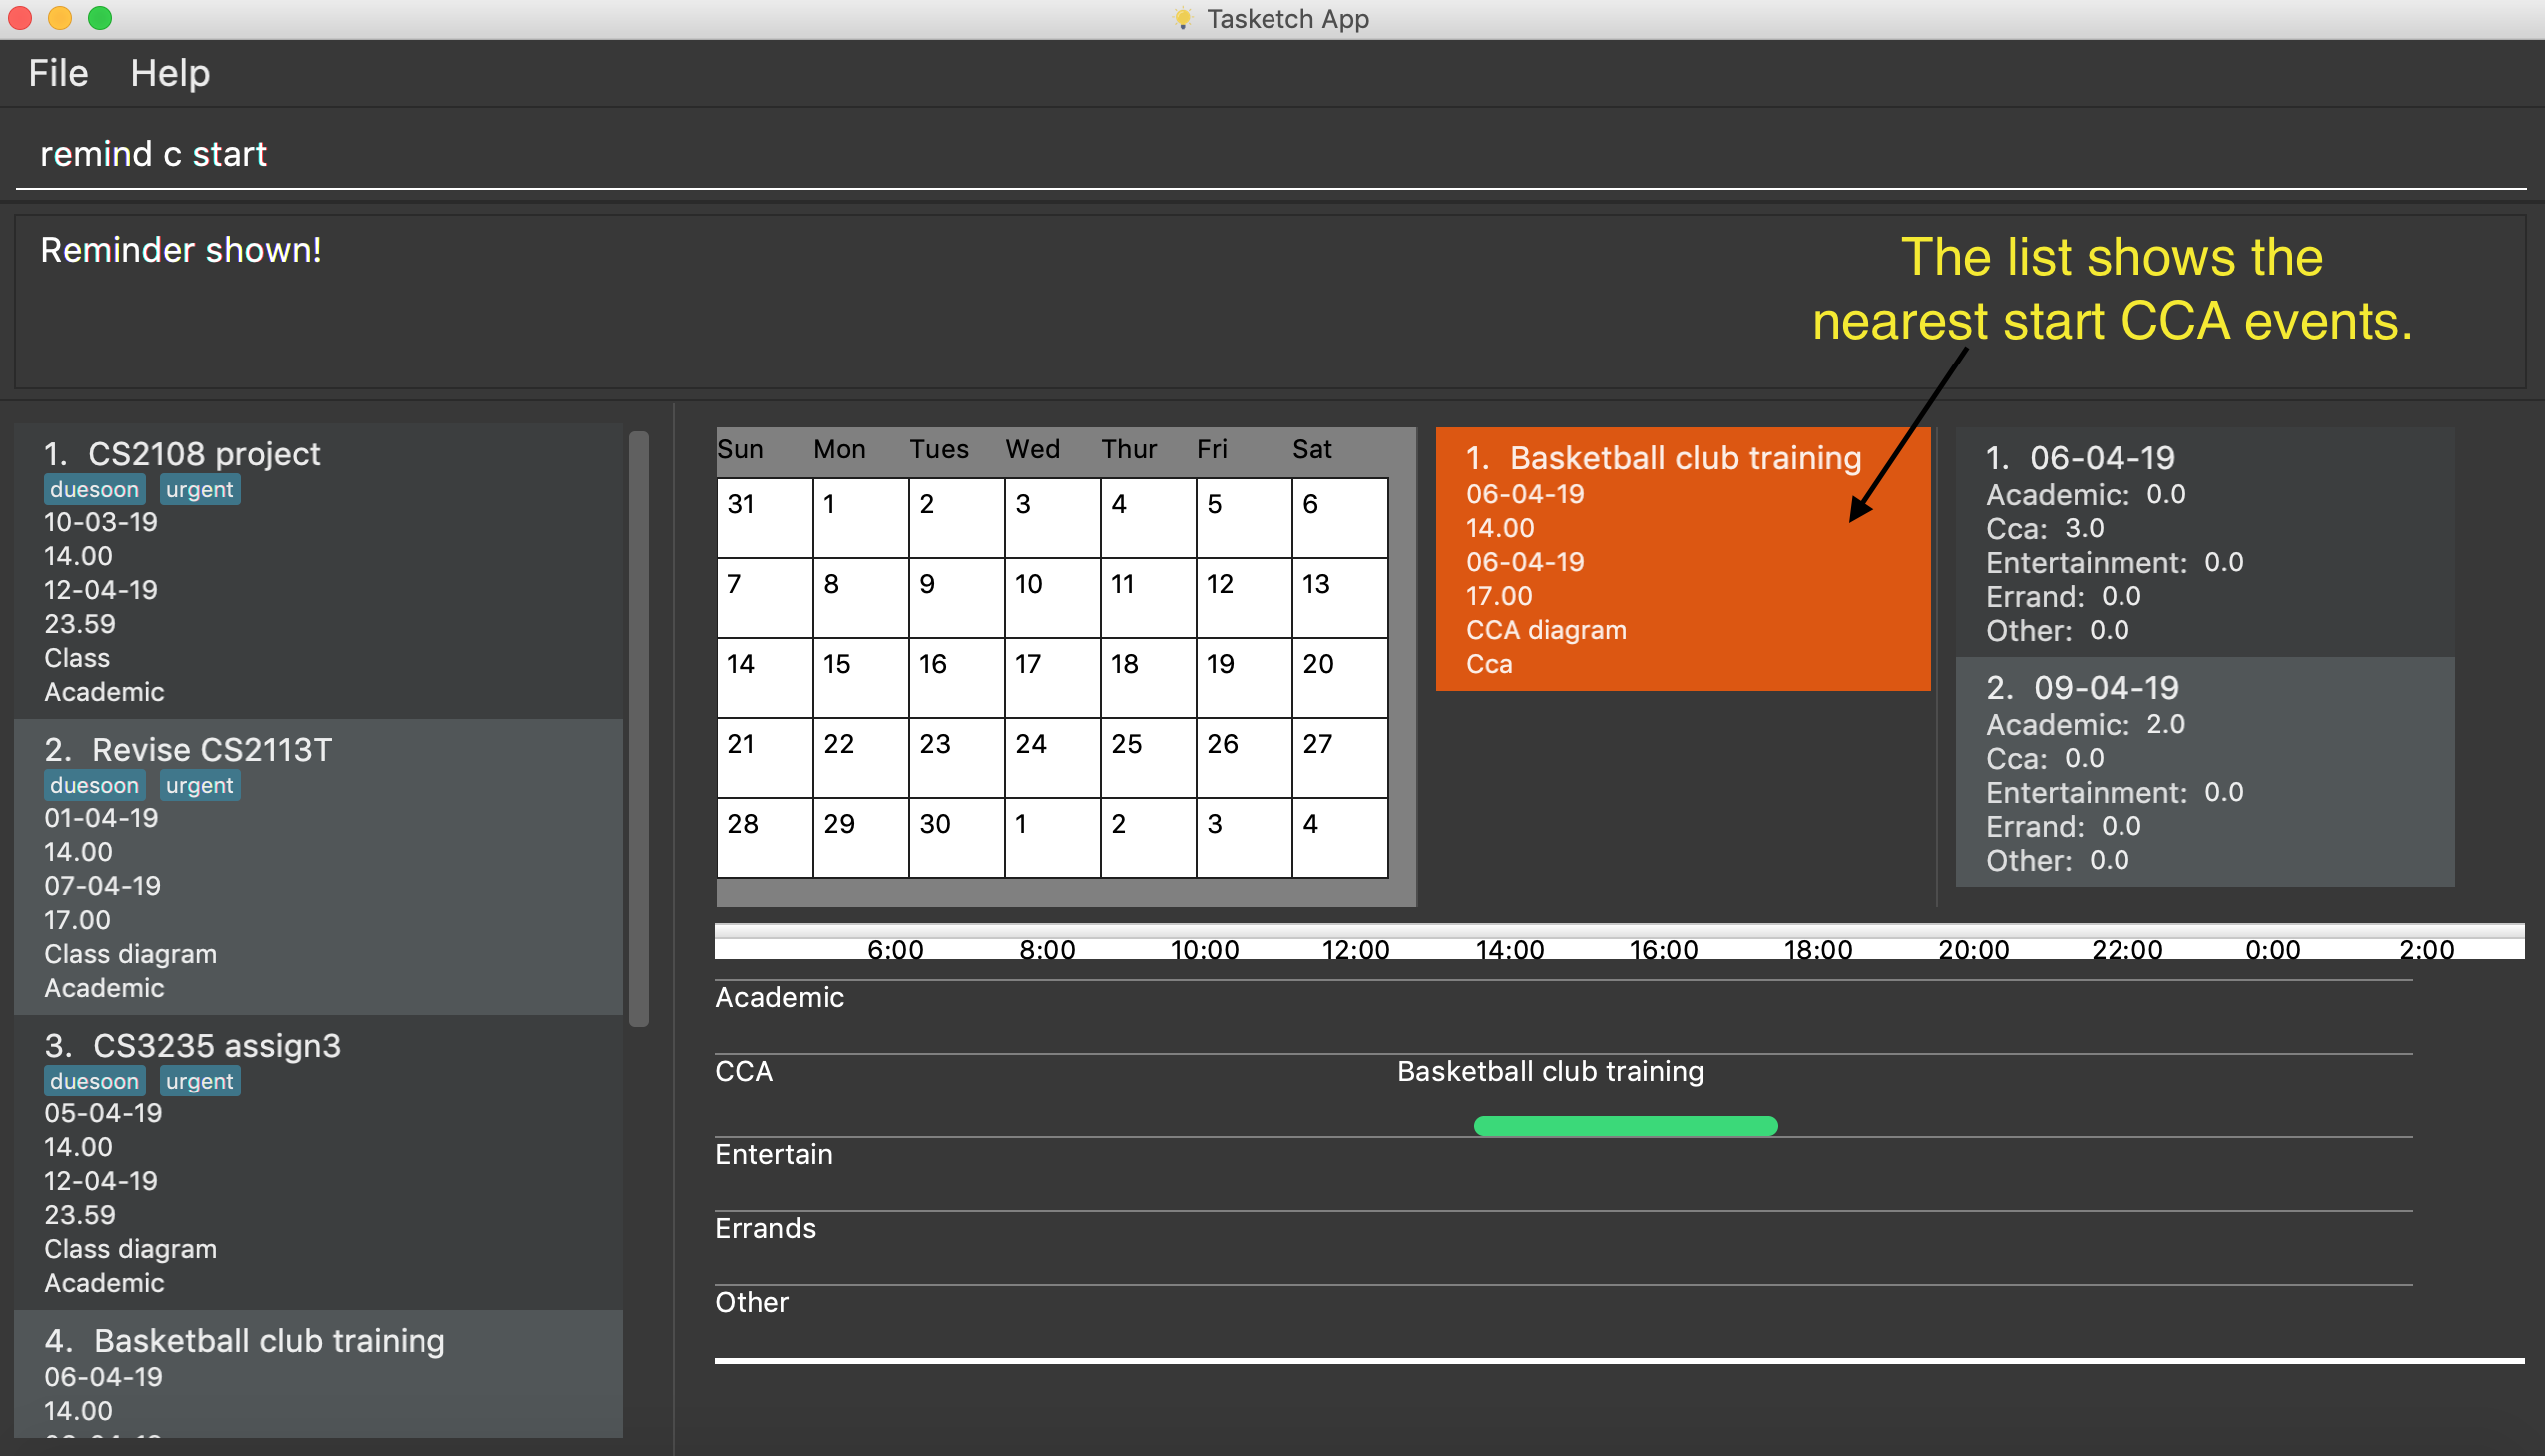 Tasketch App
File Help
remind c start
Reminder shown!
The list shows the
nearest start CCA events.
1. CS2108 project
duesoon urgent
10-03-19
14.00
12-04-19
23.59
Class
Academic
2. Revise CS2113T
duesoon urgent
01-04-19
14.00
07-04-19
17.00
Class diagram
Academic
3. CS3235 assign3
duesoon urgent
05-04-19
14.00
12-04-19
23.59
Class diagram
Academic
4. Basketball club training
06-04-19
14.00
Sun Mon Tues Wed Thur Fri Sat
31 1 2 3 4 5 6
7 8 9 10 11 12 13
14 15 16 17 18 19 20
21 22 23 24 25 26 27
28 29 30 1 2 3 4
1. Basketball club training
06-04-19
14.00
06-04-19
17.00
CCA diagram
Cca
1. 06-04-19
Academic: 0.0
Cca: 3.0
Entertainment: 0.0
Errand: 0.0
Other: 0.0
2. 09-04-19
Academic: 2.0
Cca: 0.0
Entertainment: 0.0
Errand: 0.0
Other: 0.0
6:00 8:00 10:00 12:00 14:00 16:00 18:00 20:00 22:00 0:00 2:00
Academic
CCA Basketball club training
Entertain
Errands
Other